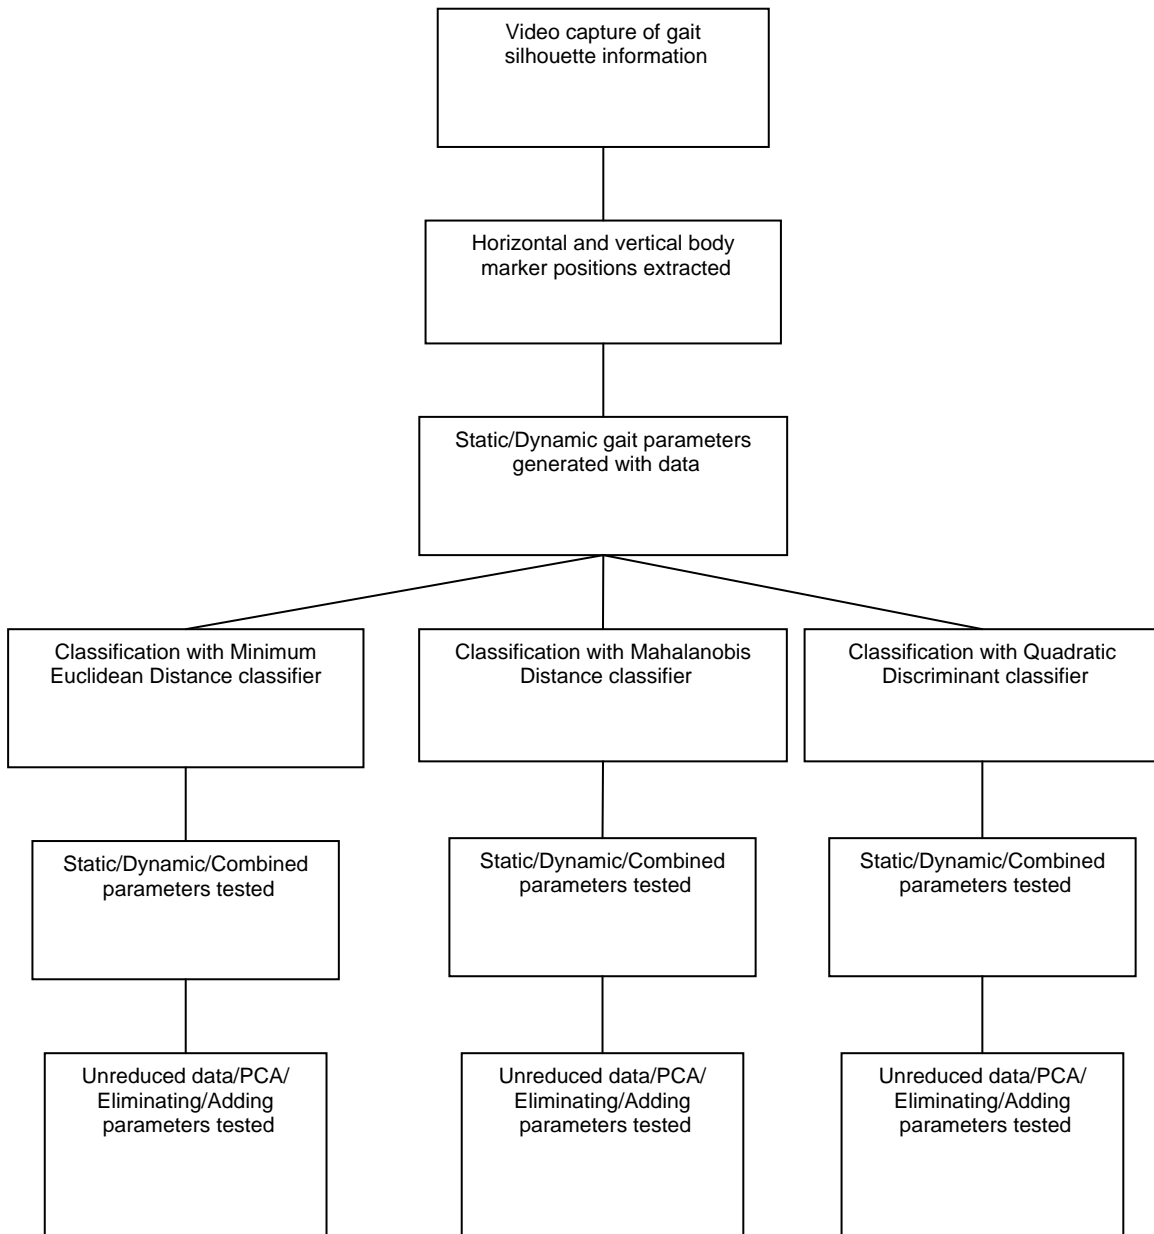 Video capture of gait
silhouette information
Horizontal and vertical body
marker positions extracted
Static/Dynamic gait parameters
generated with data
Classification with Minimum
Euclidean Distance classifier
Classification with Mahalanobis
Distance classifier
Classification with Quadratic
Discriminant classifier
Static/Dynamic/Combined
parameters tested
Static/Dynamic/Combined
parameters tested
Static/Dynamic/Combined
parameters tested
Unreduced data/PCA/
Eliminating/Adding
parameters tested
Unreduced data/PCA/
Eliminating/Adding
parameters tested
Unreduced data/PCA/
Eliminating/Adding
parameters tested